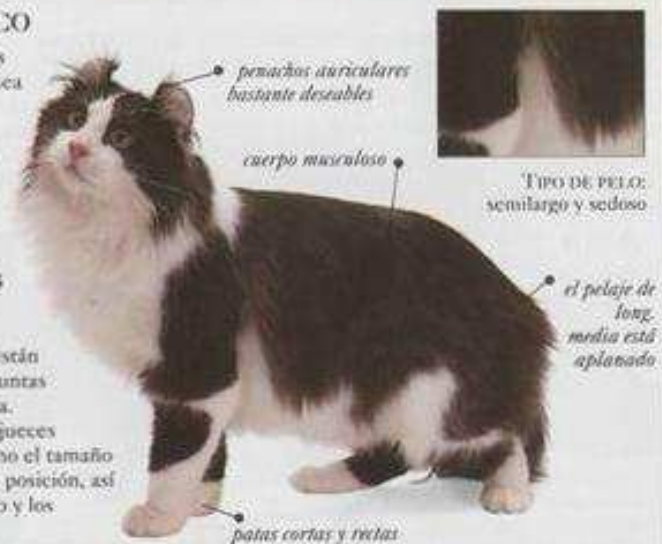 CO
penachos auriculares
bastante deseables
cuerpo musculoso
TIPO DE PELO:
semilargo y sedoso
el pelaje de
long.
media está
aplanado
están
untas
a.
jueces
no el tamaño
posición, así
o y los
patas cortas y rectas